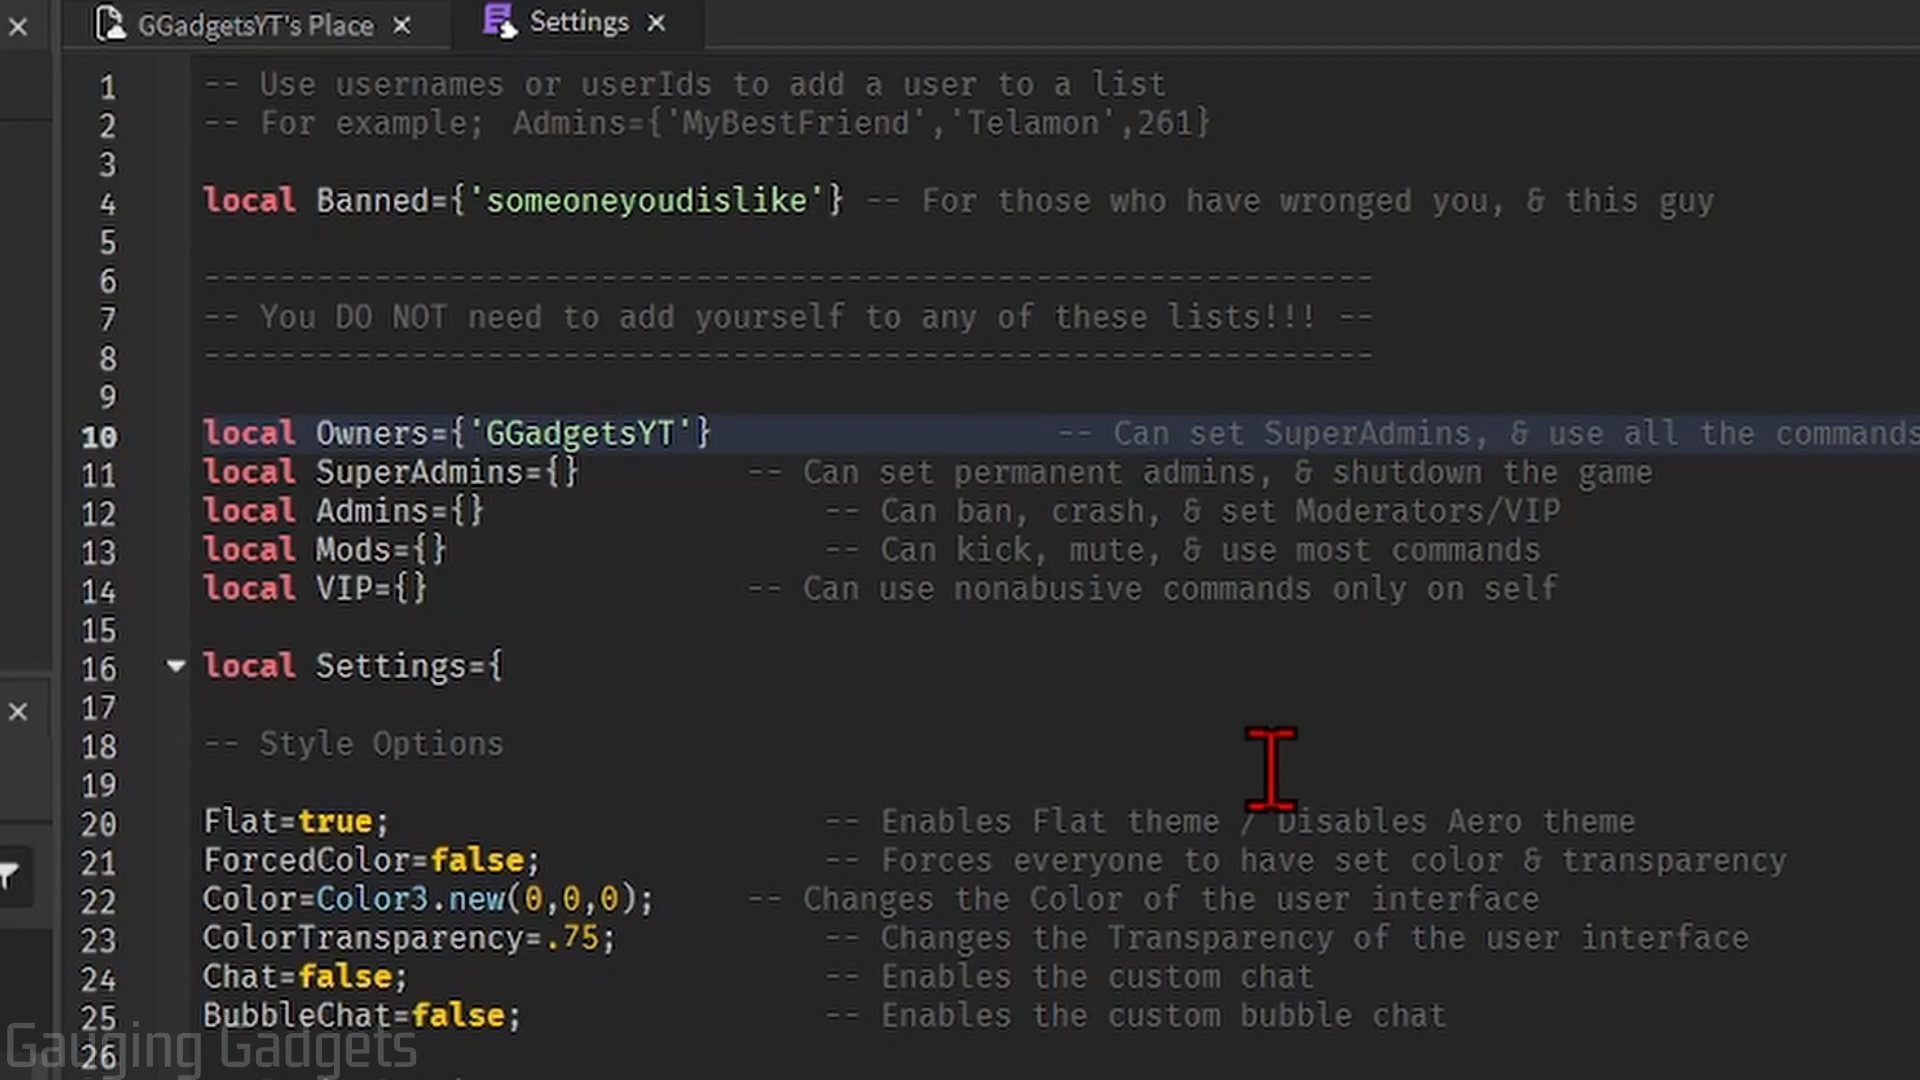 GGadgetsYT's Place
Settings
1 -- Use usernames or userIds to add a user to a list
2 -- For example; Admins={'MyBestFriend','Telamon',261}
3
4 local Banned={'someoneyoudislike'} -- For those who have wronged you, & this guy
5
6 --------------------------------------------------------------
7 -- You DO NOT need to add yourself to any of these lists!!! --
8 --------------------------------------------------------------
9
10 local Owners={'GGadgetsYT'} -- Can set SuperAdmins, & use all the commands
11 local SuperAdmins={} -- Can set permanent admins, & shutdown the game
12 local Admins={} -- Can ban, crash, & set Moderators/VIP
13 local Mods={} -- Can kick, mute, & use most commands
14 local VIP={} -- Can use nonabusive commands only on self
15
16 local Settings={
17
18 -- Style Options
19
20 Flat=true; -- Enables Flat theme / Disables Aero theme
21 ForcedColor=false; -- Forces everyone to have set color & transparency
22 Color=Color3.new(0,0,0); -- Changes the Color of the user interface
23 ColorTransparency=.75; -- Changes the Transparency of the user interface
24 Chat=false; -- Enables the custom chat
25 BubbleChat=false; -- Enables the custom bubble chat
26
Gauging Gadgets